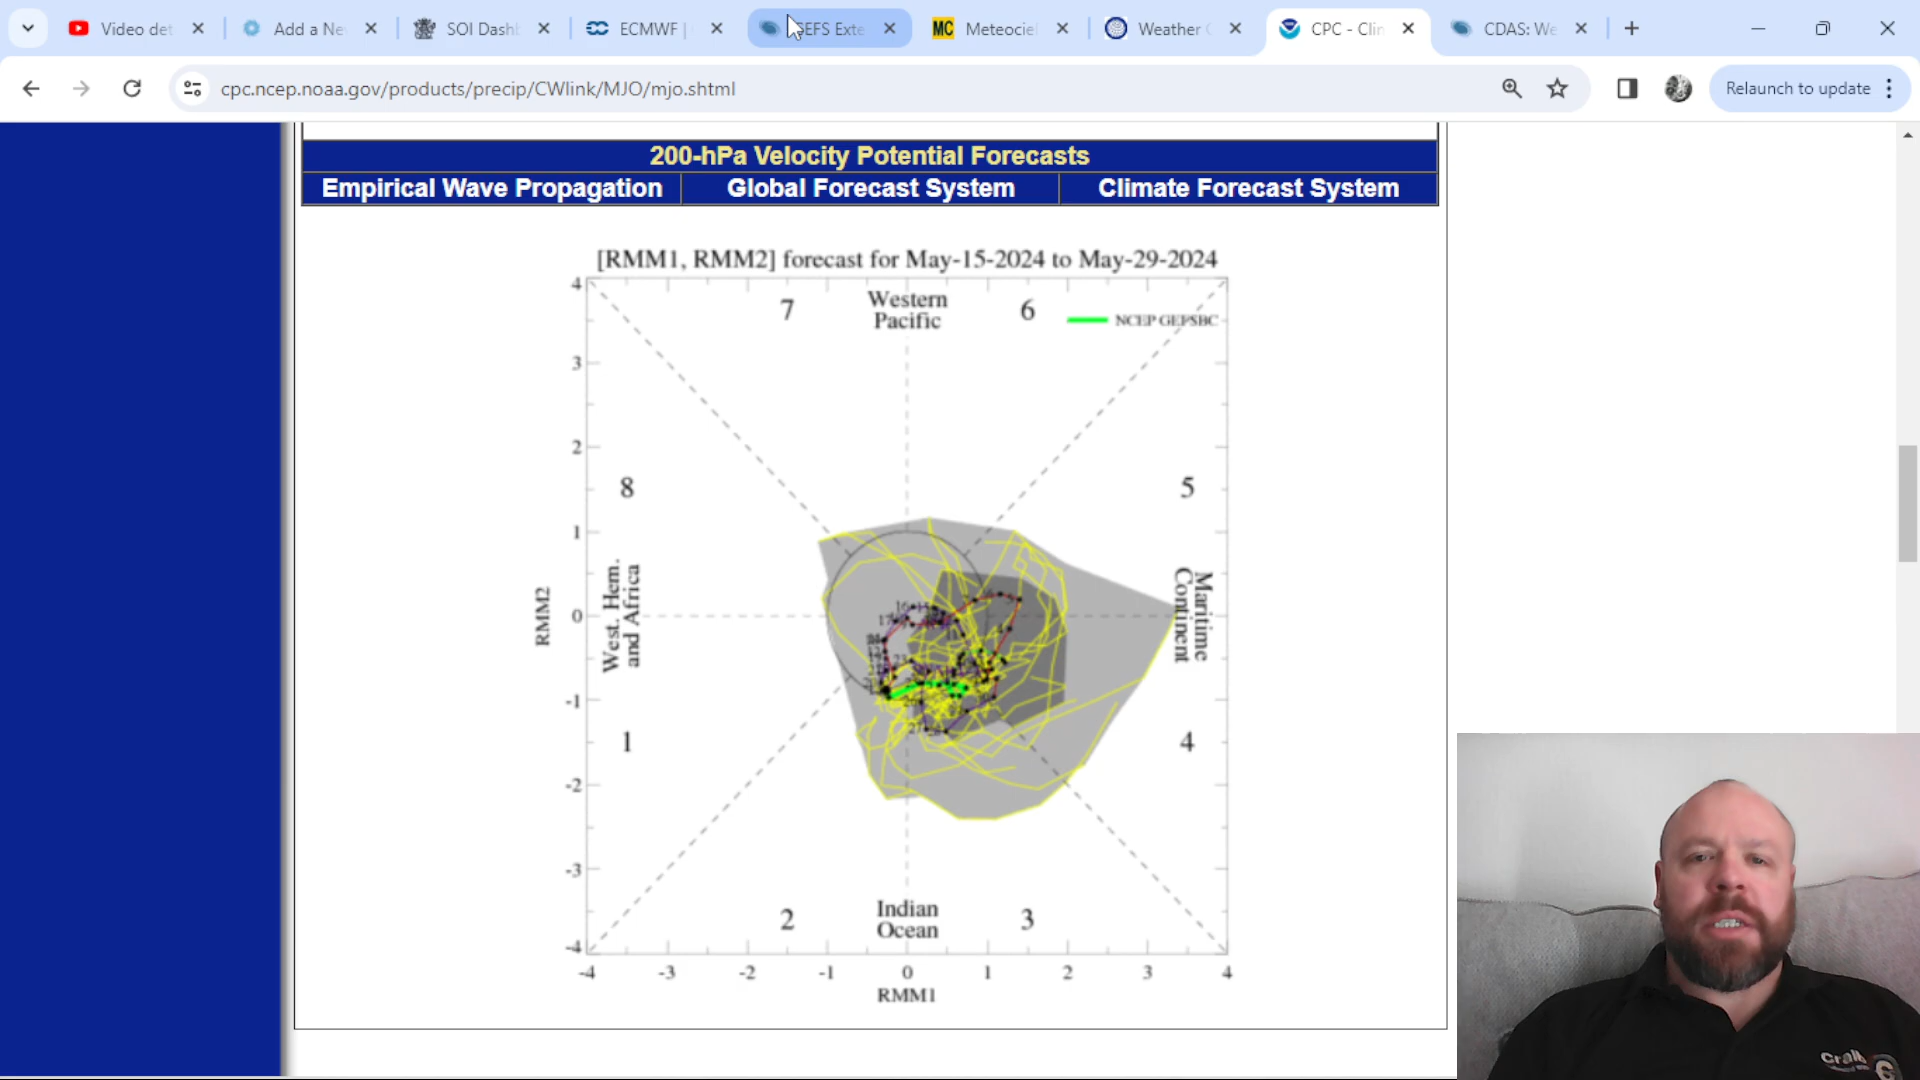 Video det
Add a Ne
SOI Dash
ECMWF |
GEFS Exte
MC Meteociel
Weather
CPC - Clim
CDAS: We
cpc.ncep.noaa.gov/products/precip/CWlink/MJO/mjo.shtml
Relaunch to update
200-hPa Velocity Potential Forecasts
Empirical Wave Propagation
Global Forecast System
Climate Forecast System
[RMM1, RMM2] forecast for May-15-2024 to May-29-2024
NCEP GEFSBC
7
Western
Pacific
6
8
5
West. Hem.
and Africa
Maritime
Continent
1
4
2
Indian
Ocean
3
RMM2
4
3
2
1
0
-1
-2
-3
-4
-4 -3 -2 -1 0 1 2 3 4
RMM1